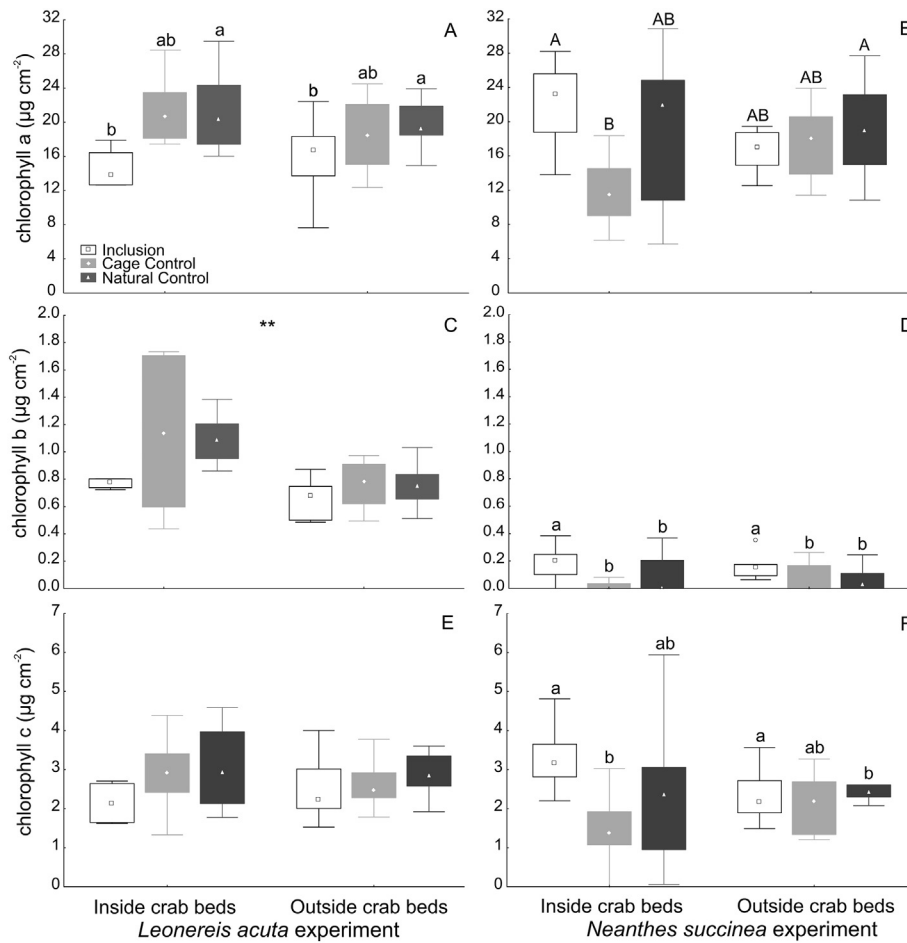 32
28
24
20
16
12
8
4
0
chlorophyll a (µg cm-2)
b
ab
a
b
ab
a
A
Inclusion
Cage Control
Natural Control
32
28
24
20
16
12
8
4
0
A
B
AB
AB
AB
A
2.0
1.8
1.6
1.4
1.2
1.0
0.8
0.6
0.4
0.2
0.0
chlorophyll b (µg cm-2)
**
C
2.0
1.8
1.6
1.4
1.2
1.0
0.8
0.6
0.4
0.2
0.0
a
b
b
a
b
b
D
7
6
5
4
3
2
1
0
chlorophyll c (µg cm-2)
E
7
6
5
4
3
2
1
0
a
b
ab
a
ab
b
Inside crab beds Outside crab beds
Leonereis acuta experiment
Inside crab beds Outside crab beds
Neanthes succinea experiment